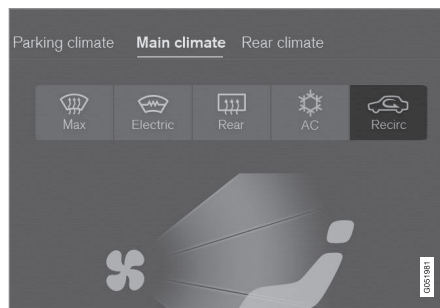 Parking climate Main climate Rear climate
Max Electric Rear AC Recirc
G051981